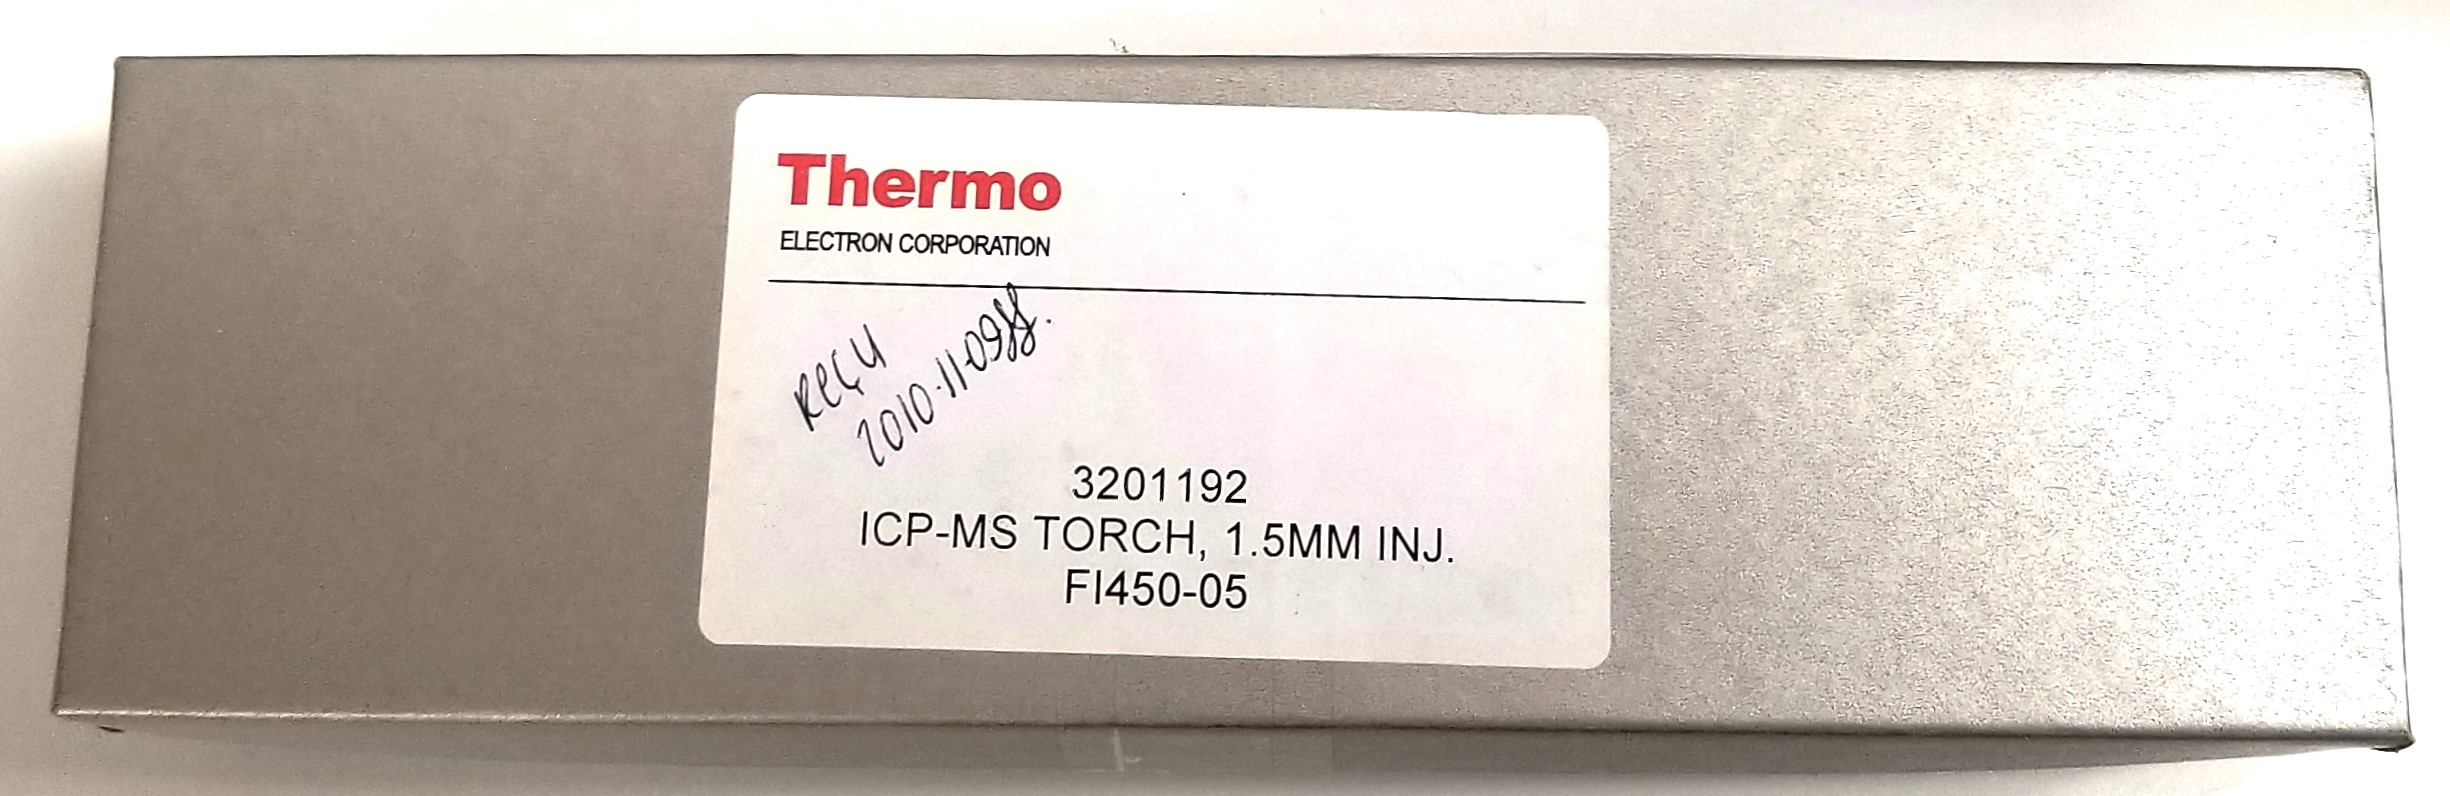 Thermo
ELECTRON CORPORATION
REÇU
2010-11-09
3201192
ICP-MS TORCH, 1.5MM INJ.
FI450-05